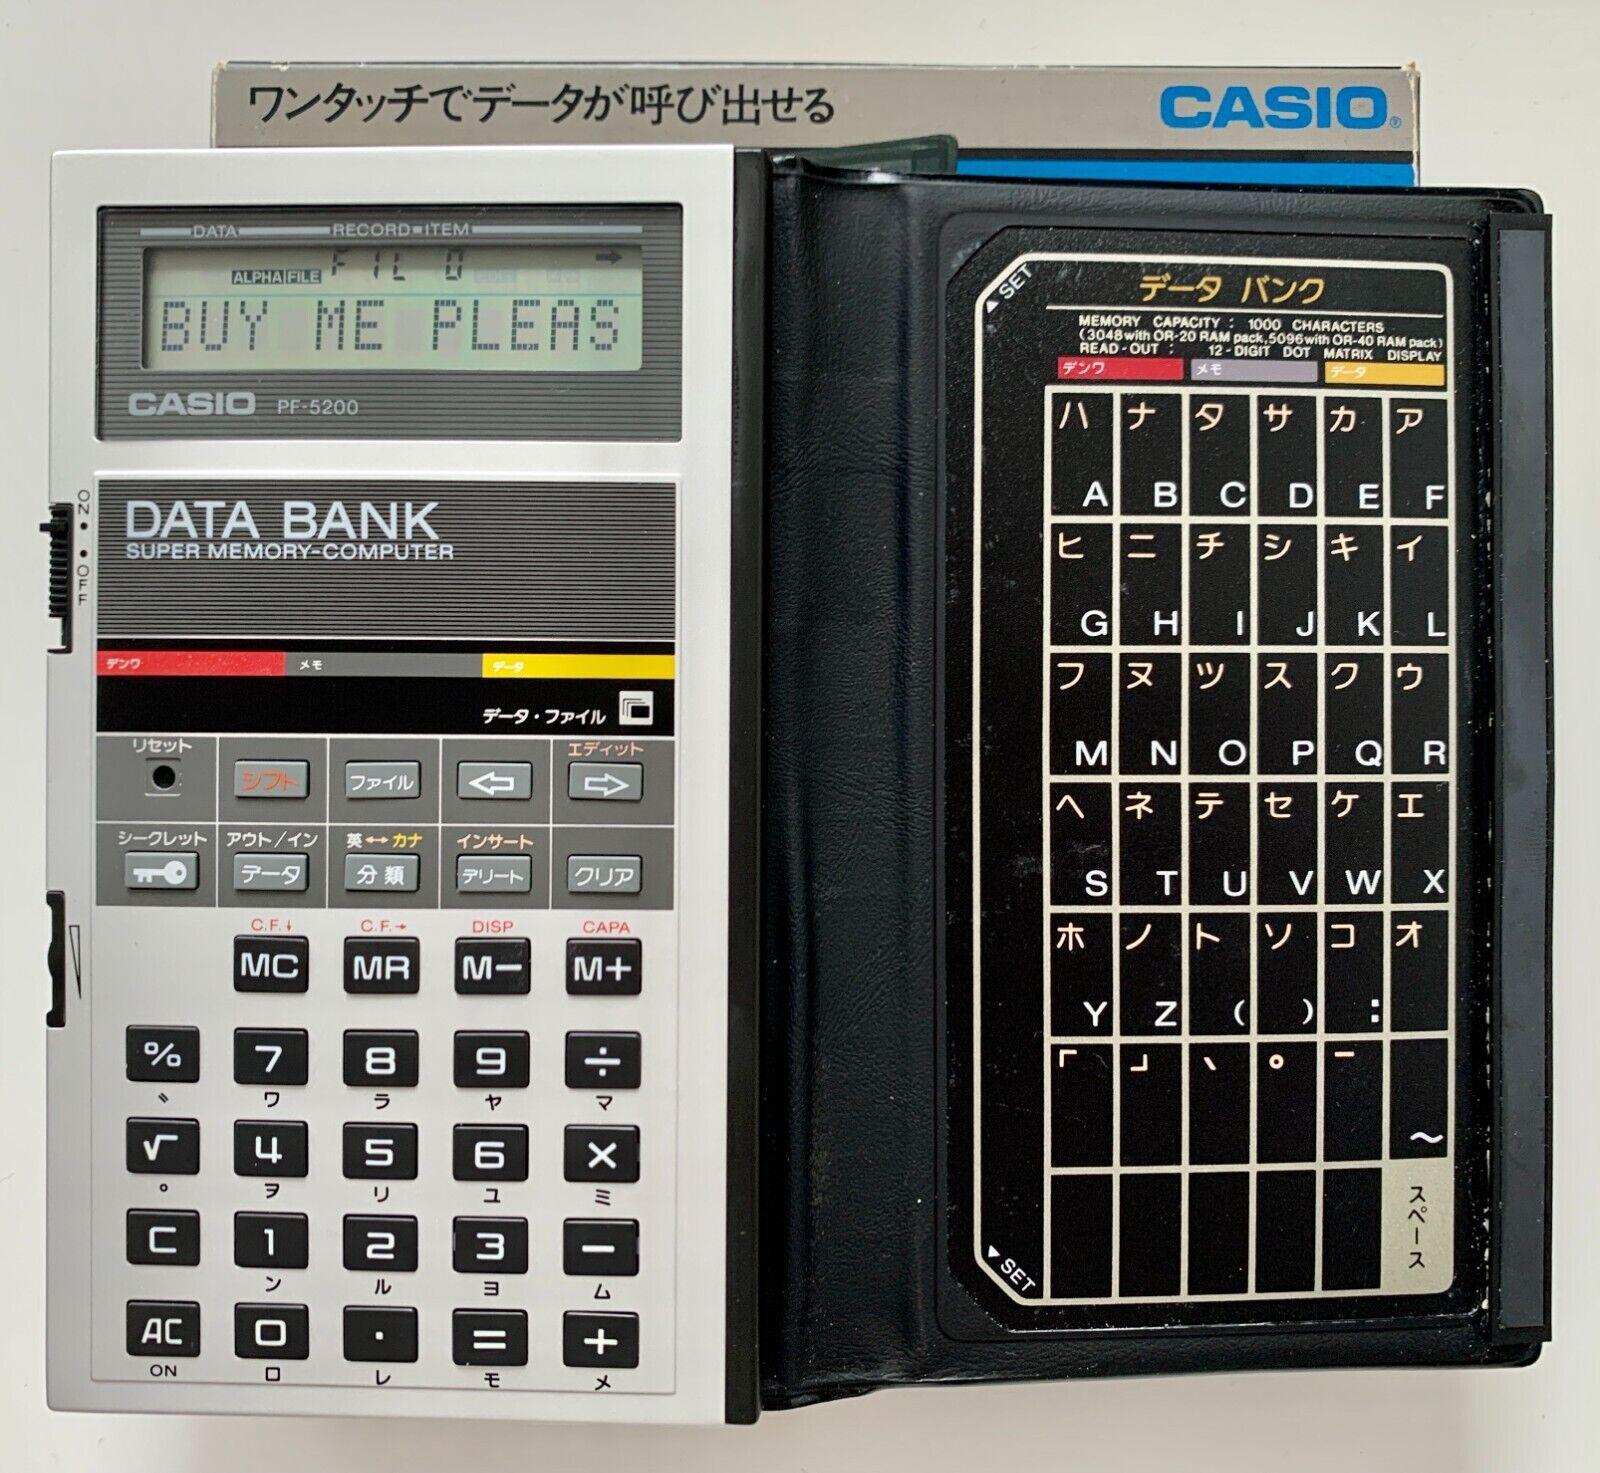 ワンタッチでデータが呼び出せる CASIO®
DATA RECORD ITEM
ALPHA FILE FIL 0 →
BUY ME PLEAS
CASIO PF-5200
ON • • OFF
DATA BANK
SUPER MEMORY-COMPUTER
デンワ メモ データ
データ・ファイル
リセット エディット
シフト ファイル ⇦ ⇨
シークレット アウト/イン 英↔カナ インサート
データ 分類 デリート クリア
C.F.↓ C.F.→ DISP CAPA
MC MR M− M+
% 7 8 9 ÷
〃 ワ ラ ヤ マ
√ 4 5 6 ×
° ヲ リ ユ ミ
C 1 2 3 −
ン ル ヨ ム
AC 0 . = +
ON ロ レ モ メ
▲SET
データ バンク
MEMORY CAPACITY : 1000 CHARACTERS
(3048 with OR-20 RAM pack, 5096 with OR-40 RAM pack)
READ-OUT : 12-DIGIT DOT MATRIX DISPLAY
デンワ メモ データ
ハ ナ タ サ カ ア
A B C D E F
ヒ ニ チ シ キ イ
G H I J K L
フ ヌ ツ ス ク ウ
M N O P Q R
ヘ ネ テ セ ケ エ
S T U V W X
ホ ノ ト ソ コ オ
Y Z ( ) :
「 」 、 。 ー
～
スペース
▼SET